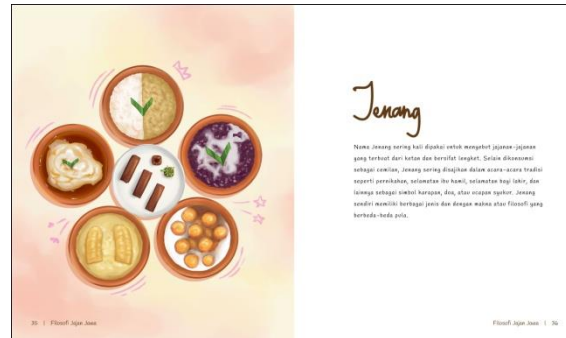 Jenang
Nama Jenang sering kali dipakai untuk menyebut jajanan-jajanan
yang terbuat dari ketan dan bersifat lengket. Selain dikonsumsi
sebagai cemilan, Jenang sering disajikan dalam acara-acara tradisi
seperti pernikahan, selamatan ibu hamil, selamatan bayi lahir, dan
lainnya sebagai simbol harapan, doa, atau ucapan syukur. Jenang
sendiri memiliki berbagai jenis dan dengan makna atau filosofi yang
berbeda-beda pula.
35 | Filosofi Jajan Jawa
Filosofi Jajan Jawa | 36